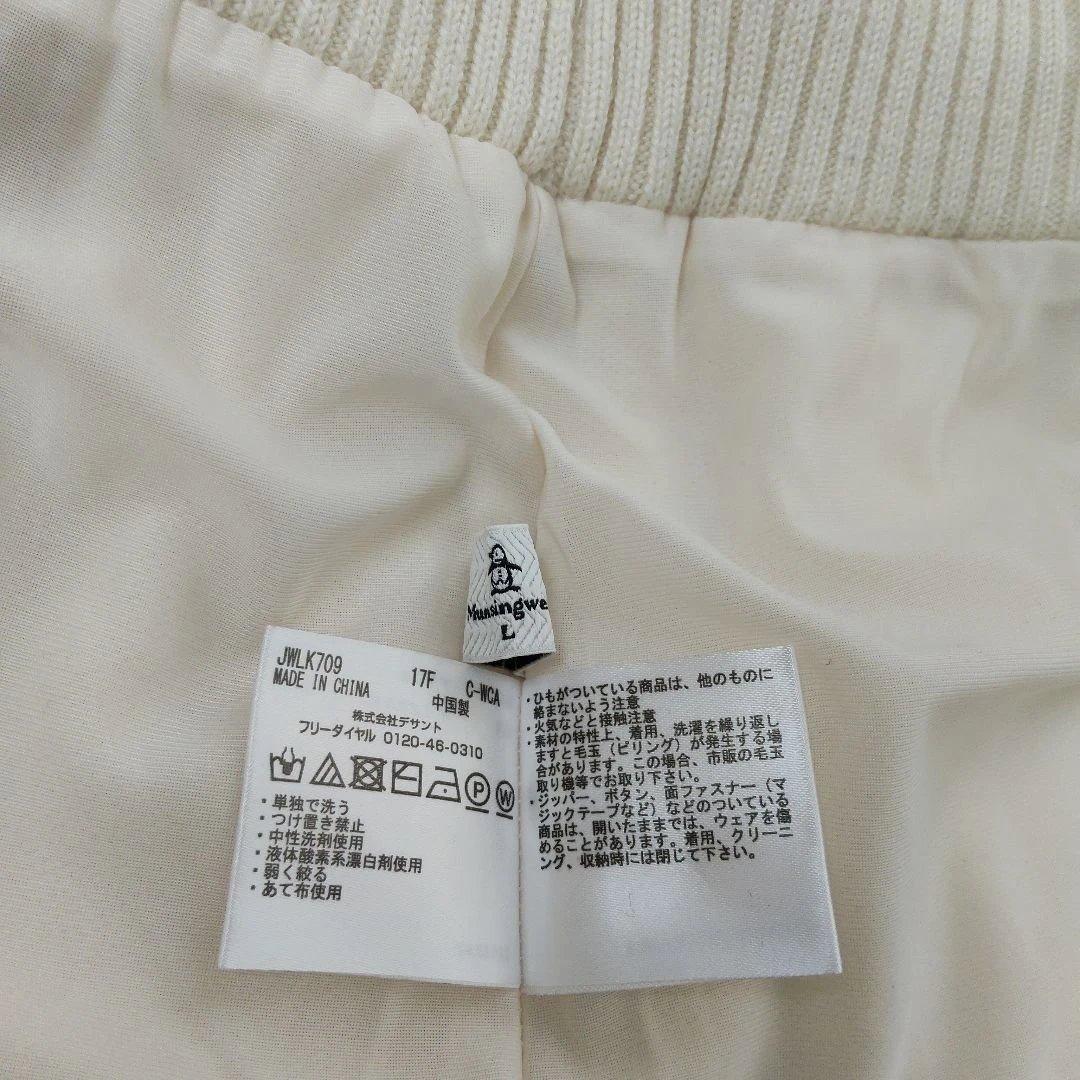 Munsingwe
L
JWLK709 17F C-WCA
MADE IN CHINA 中国製
株式会社デサント
フリーダイヤル 0120-46-0310
P W
・単独で洗う
・つけ置き禁止
・中性洗剤使用
・液体酸素系漂白剤使用
・弱く絞る
・あて布使用
・ひもがついている商品は、他のものに
絡まないよう注意
・火気などと接触注意
・素材の特性上、着用、洗濯を繰り返し
ますと毛玉（ピリング）が発生する場
合があります。この場合、市販の毛玉
取り機等でお取り下さい。
・ジッパー、ボタン、面ファスナー（マ
ジックテープなど）などのついている
商品は、開いたままでは、ウェアを傷
めることがあります。着用、クリーニ
ング、収納時には閉じて下さい。